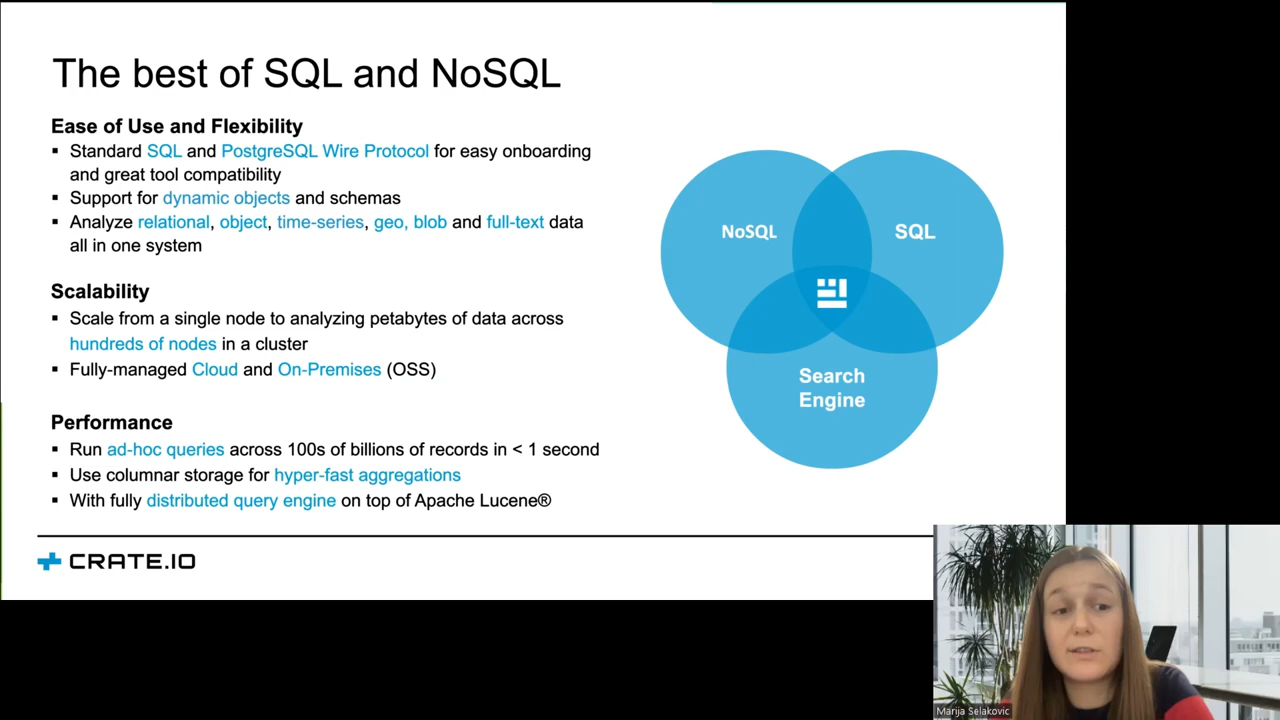 The best of SQL and NoSQL
Ease of Use and Flexibility
▪ Standard SQL and PostgreSQL Wire Protocol for easy onboarding
and great tool compatibility
▪ Support for dynamic objects and schemas
▪ Analyze relational, object, time-series, geo, blob and full-text data
all in one system
Scalability
▪ Scale from a single node to analyzing petabytes of data across
hundreds of nodes in a cluster
▪ Fully-managed Cloud and On-Premises (OSS)
Performance
▪ Run ad-hoc queries across 100s of billions of records in < 1 second
▪ Use columnar storage for hyper-fast aggregations
▪ With fully distributed query engine on top of Apache Lucene®
NoSQL
SQL
Search
Engine
CRATE.IO
Marija Selakovic